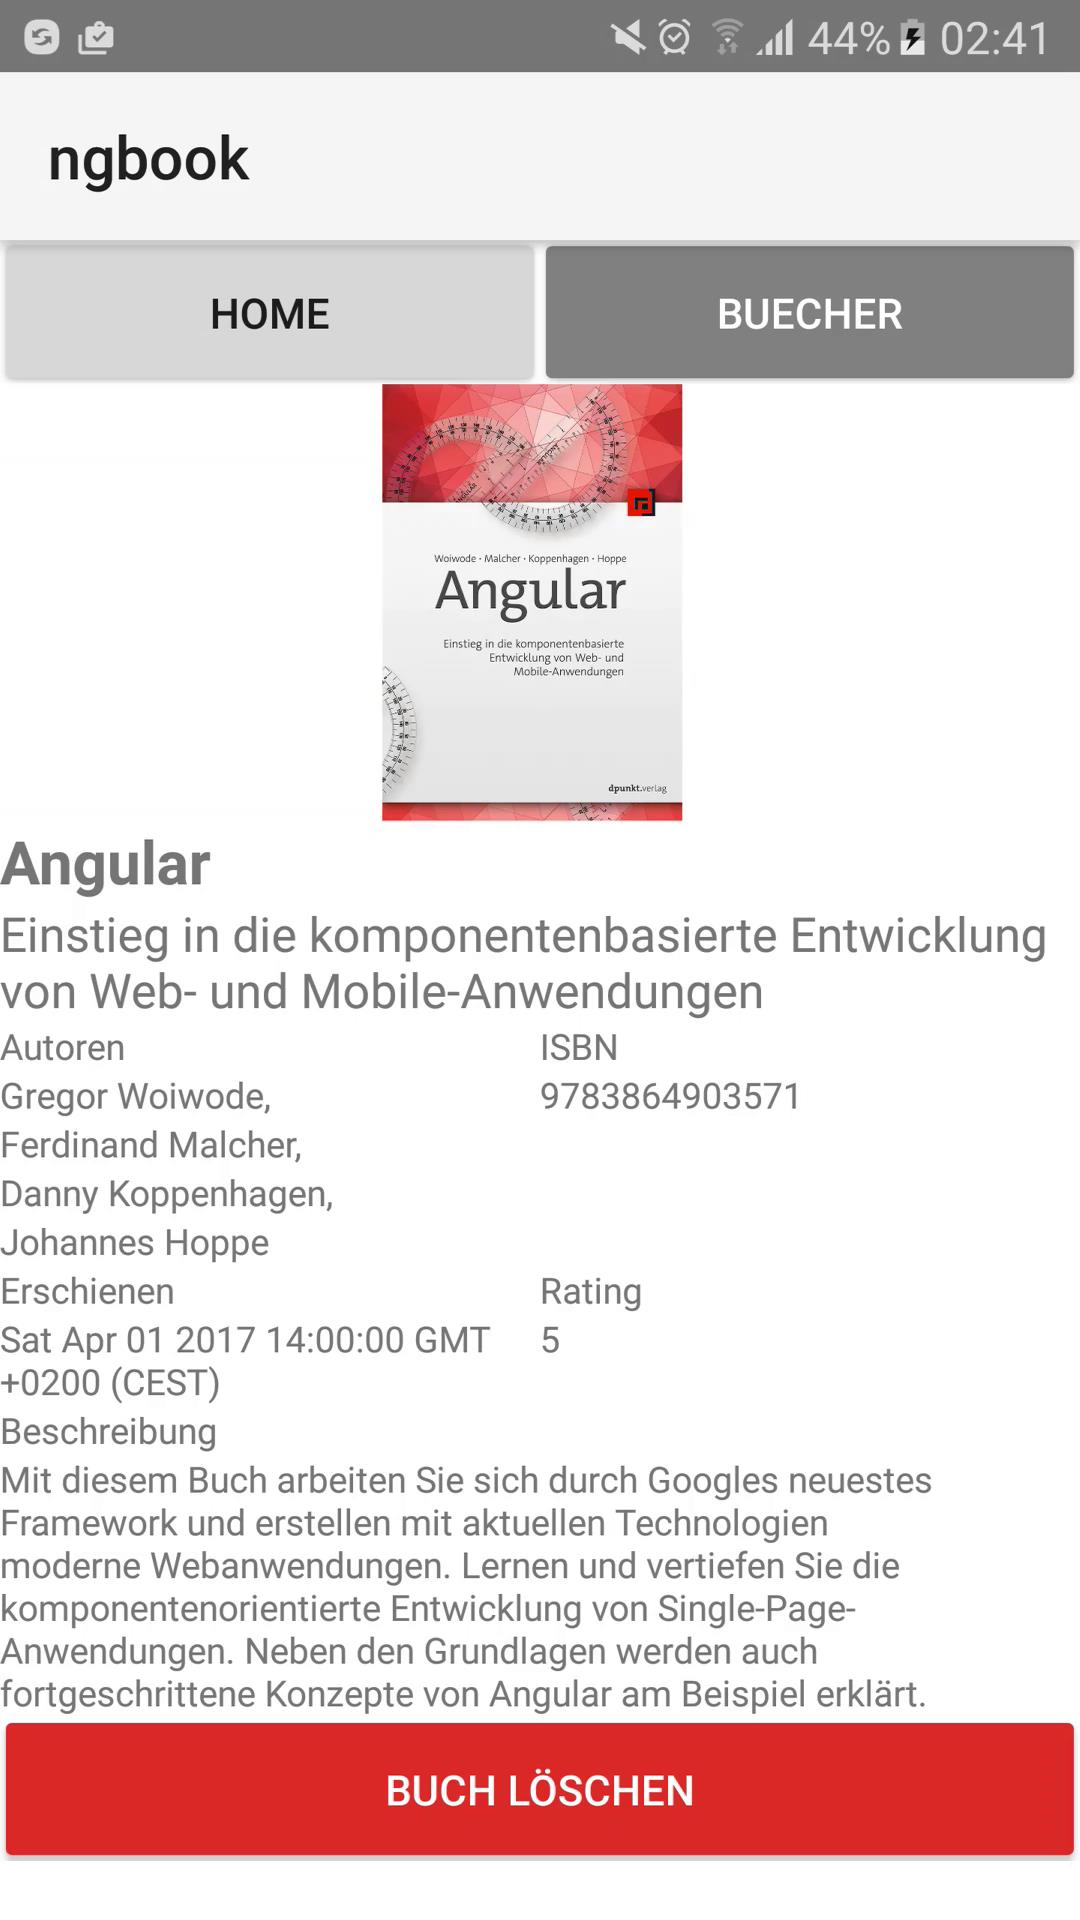 44% 02:41
ngbook
HOME BUECHER
Woiwode · Malcher · Koppenhagen · Hoppe
Angular
Einstieg in die komponentenbasierte
Entwicklung von Web- und
Mobile-Anwendungen
dpunkt.verlag
Angular
Einstieg in die komponentenbasierte Entwicklung
von Web- und Mobile-Anwendungen
Autoren ISBN
Gregor Woiwode, 9783864903571
Ferdinand Malcher,
Danny Koppenhagen,
Johannes Hoppe
Erschienen Rating
Sat Apr 01 2017 14:00:00 GMT 5
+0200 (CEST)
Beschreibung
Mit diesem Buch arbeiten Sie sich durch Googles neuestes
Framework und erstellen mit aktuellen Technologien
moderne Webanwendungen. Lernen und vertiefen Sie die
komponentenorientierte Entwicklung von Single-Page-
Anwendungen. Neben den Grundlagen werden auch
fortgeschrittene Konzepte von Angular am Beispiel erklärt.
BUCH LÖSCHEN